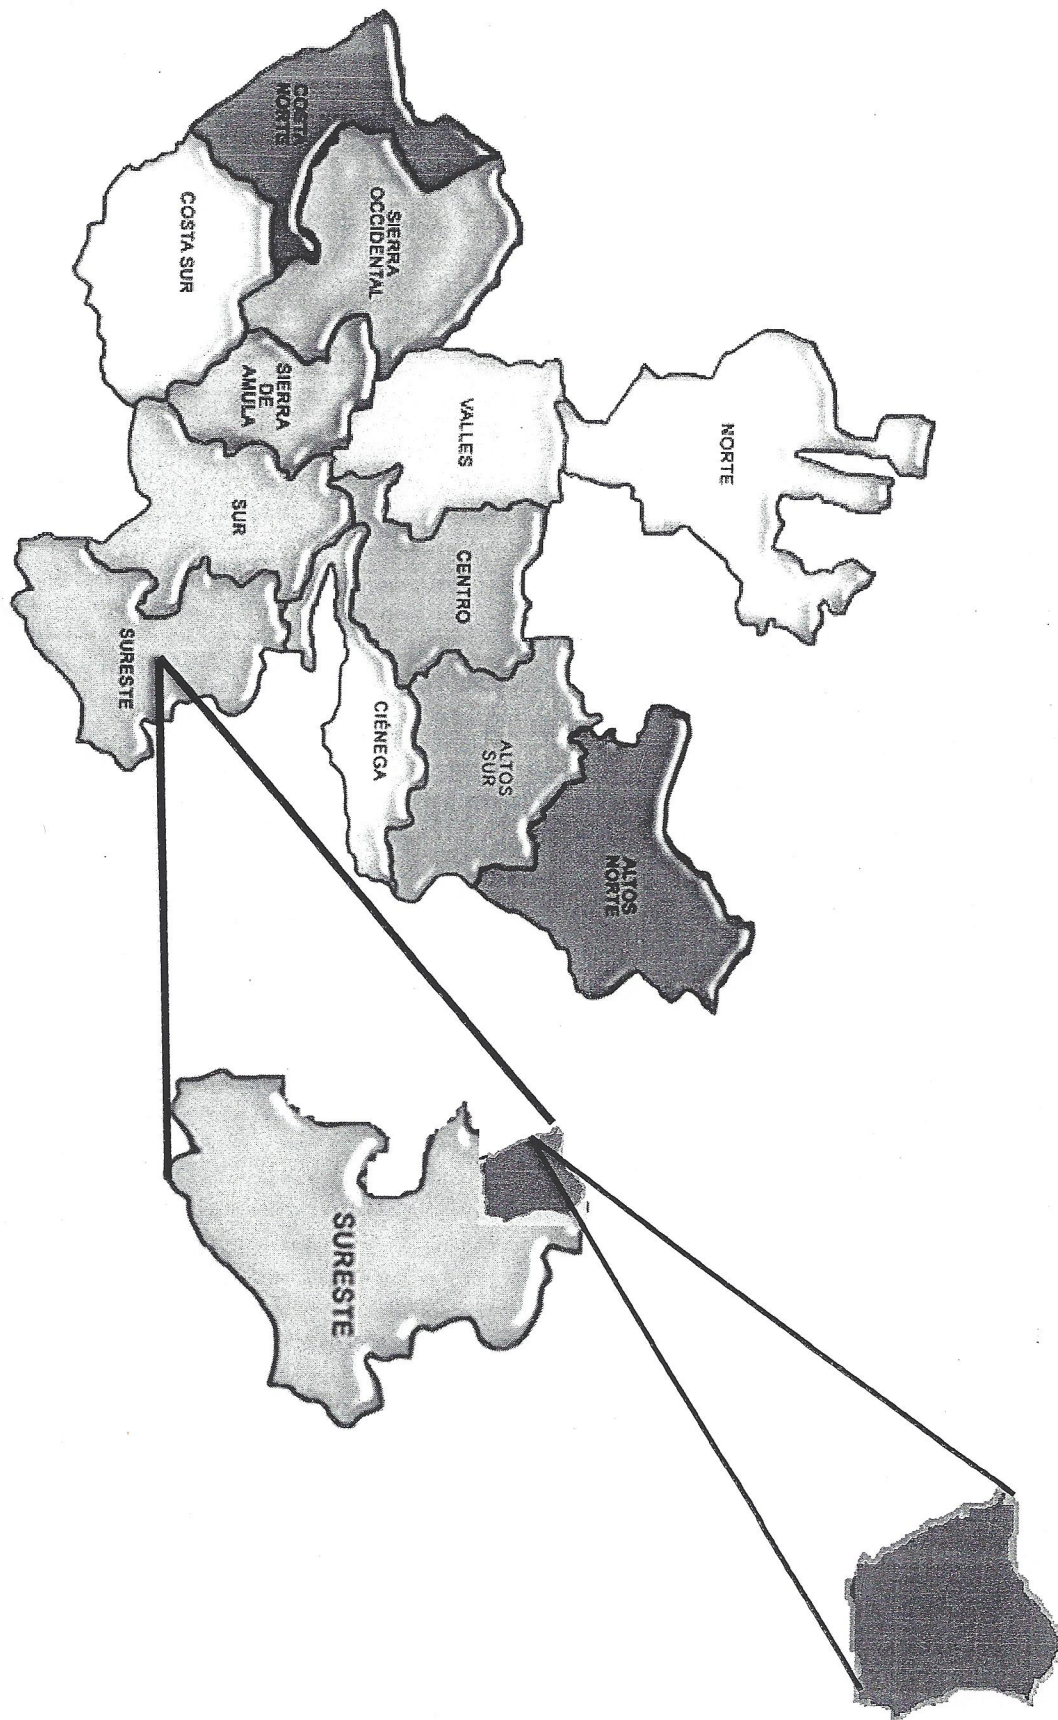 NORTE
COSTA
NORTE
SIERRA
OCCIDENTAL
COSTA SUR
SIERRA
DE
AMULA
VALLES
SUR
CENTRO
SURESTE
CIÉNEGA
ALTOS
SUR
ALTOS
NORTE
SURESTE